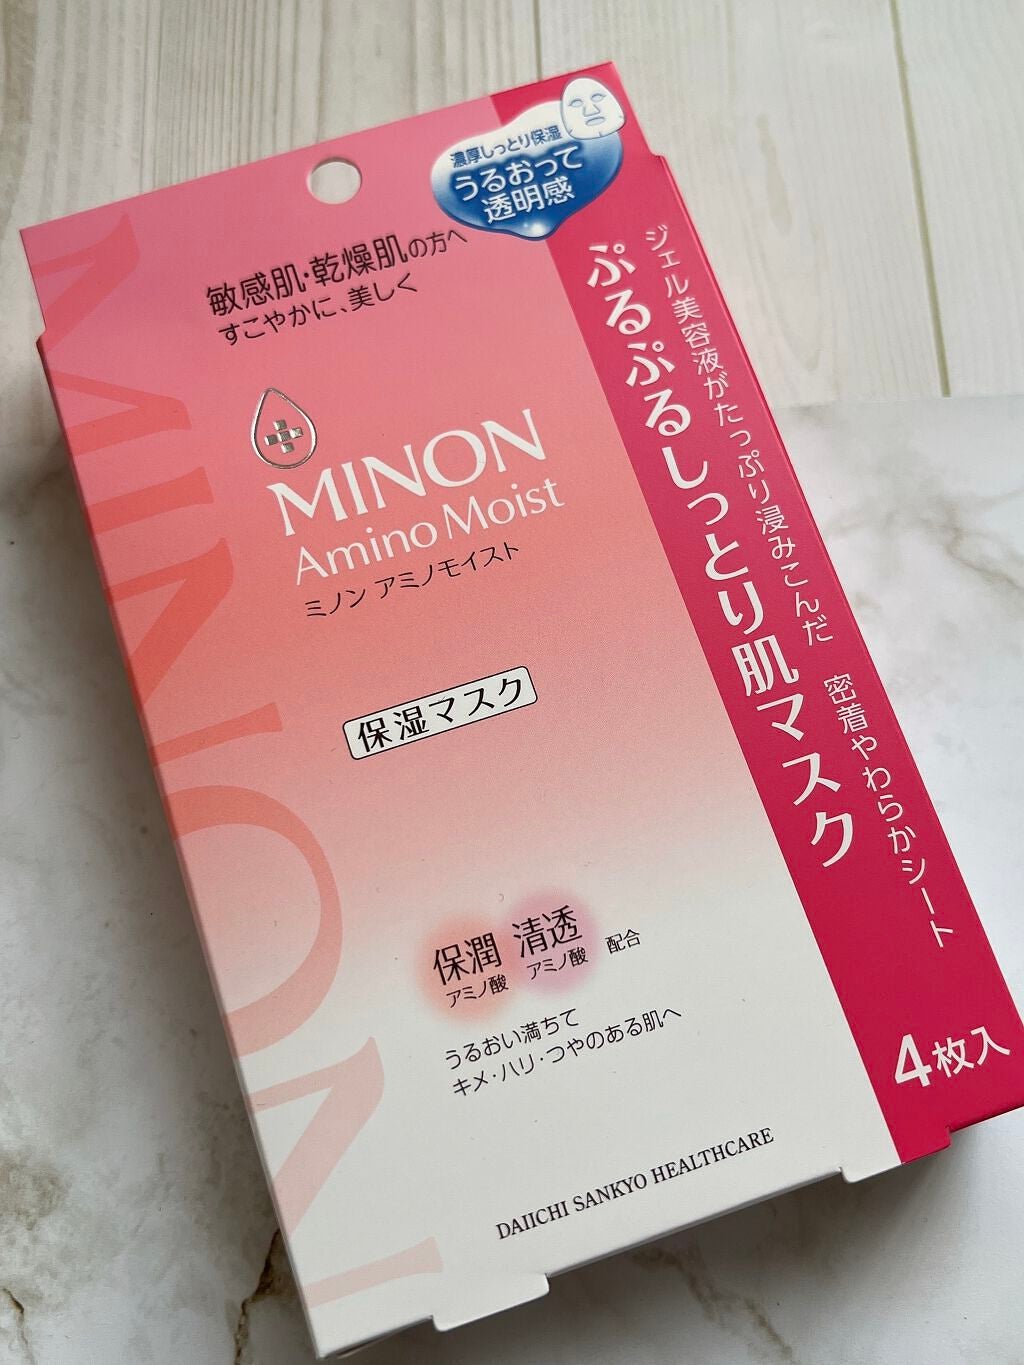 濃厚しっとり保湿
うるおって
透明感
敏感肌・乾燥肌の方へ
すこやかに、美しく
MINON
Amino Moist
ミノン アミノモイスト
保湿マスク
ジェル美容液がたっぷり浸みこんだ 密着やわらかシート
ぷるぷるしっとり肌マスク
保潤 清透
アミノ酸 アミノ酸 配合
うるおい満ちて
キメ・ハリ・つやのある肌へ
4枚入
DAIICHI SANKYO HEALTHCARE
MINON